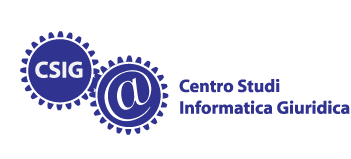 CSIG
@
Centro Studi
Informatica Giuridica